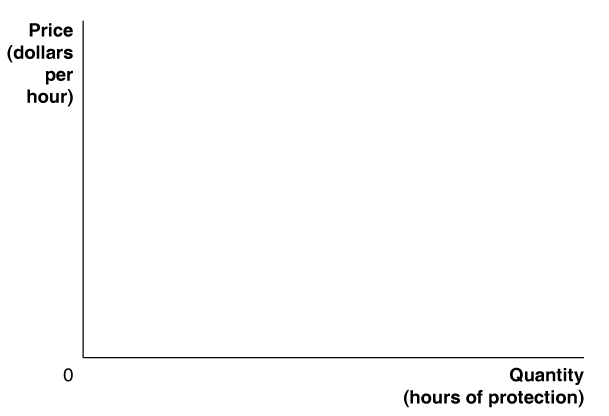 Price
(dollars
per
hour)
0
Quantity
(hours of protection)